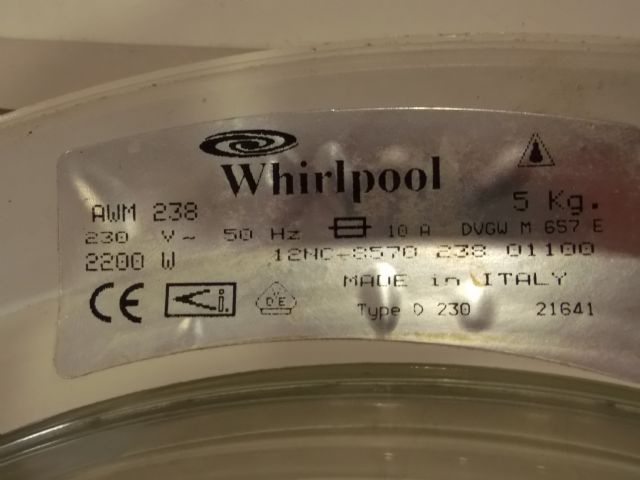 Whirlpool
5 Kg.
AWM 238
230 V~ 50 Hz 10 A DVGW M 657 E
2200 W 12NC-8570 238 01100
MADE in ITALY
CE i. DE Type D 230 21641